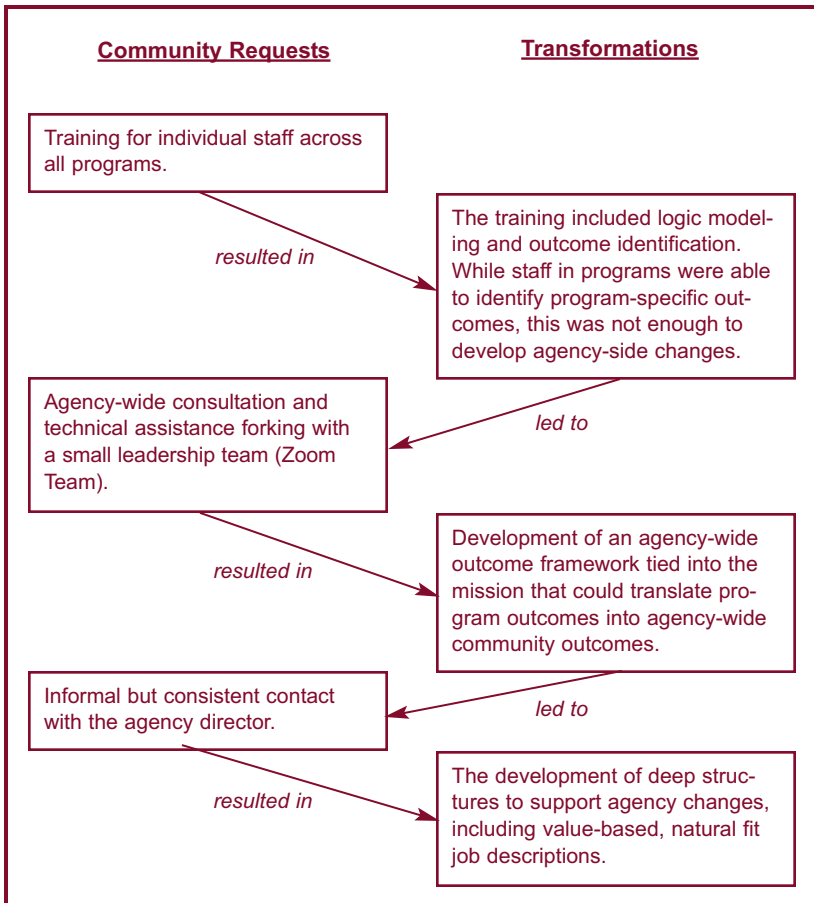 Community Requests
Transformations
Training for individual staff across
all programs.
resulted in
The training included logic model-
ing and outcome identification.
While staff in programs were able
to identify program-specific out-
comes, this was not enough to
develop agency-side changes.
led to
Agency-wide consultation and
technical assistance forking with
a small leadership team (Zoom
Team).
resulted in
Development of an agency-wide
outcome framework tied into the
mission that could translate pro-
gram outcomes into agency-wide
community outcomes.
led to
Informal but consistent contact
with the agency director.
resulted in
The development of deep struc-
tures to support agency changes,
including value-based, natural fit
job descriptions.